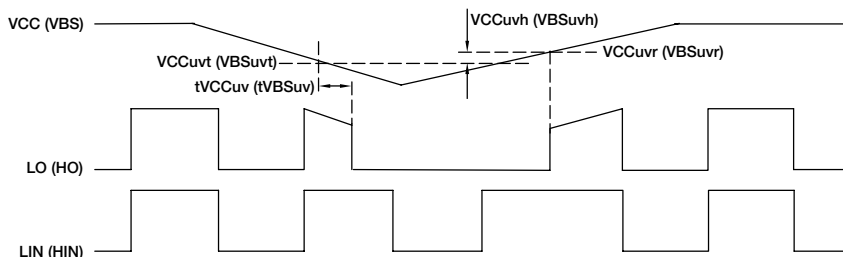 VCC (VBS)
VCCuvh (VBSuvh)
VCCuvt (VBSuvt)
VCCuvr (VBSuvr)
tVCCuv (tVBSuv)
LO (HO)
LIN (HIN)